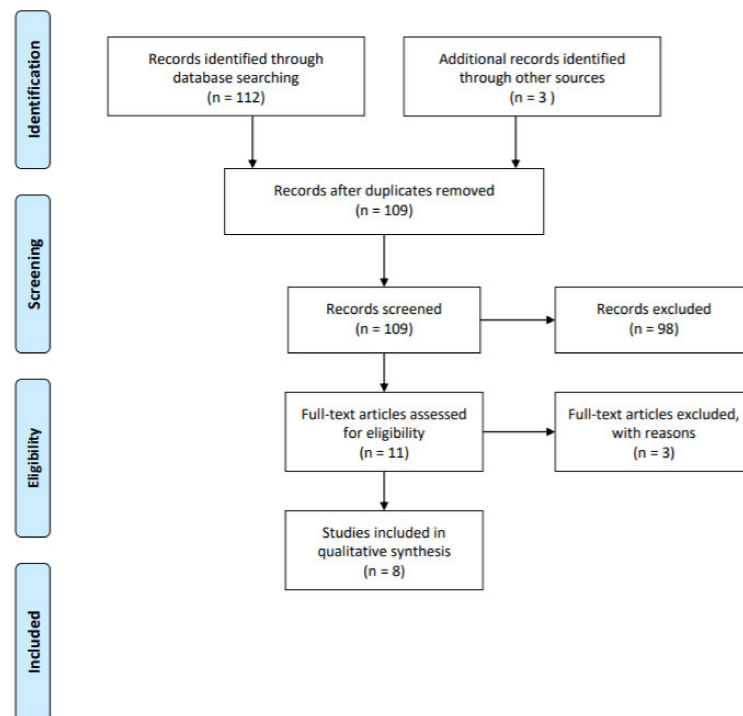 Identification
Records identified through
database searching
(n = 112)
Additional records identified
through other sources
(n = 3 )
Records after duplicates removed
(n = 109)
Screening
Records screened
(n = 109)
Records excluded
(n = 98)
Eligibility
Full-text articles assessed
for eligibility
(n = 11)
Full-text articles excluded,
with reasons
(n = 3)
Studies included in
qualitative synthesis
(n = 8)
Included